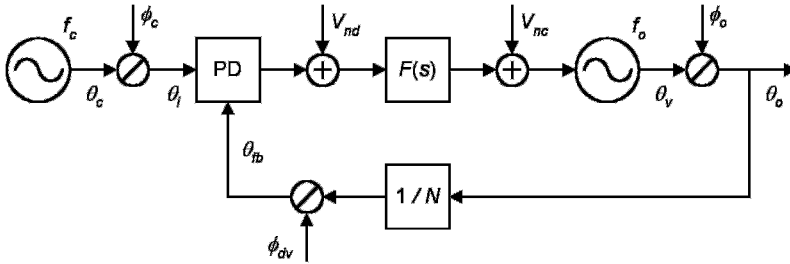 f_c
ϕ_c
V_nd
V_nc
f_o
ϕ_o
PD
F(s)
θ_c
θ_i
θ_v
θ_o
θ_fb
1 / N
ϕ_dv